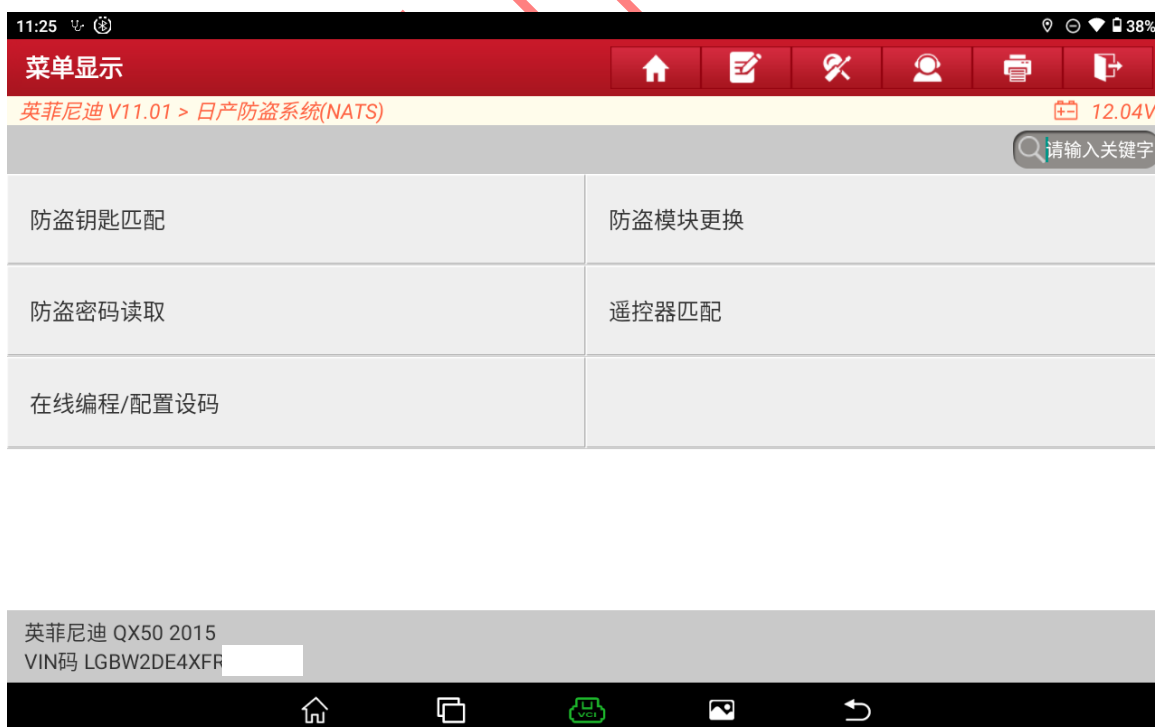 11:25 38%
菜单显示
英菲尼迪 V11.01 > 日产防盗系统(NATS) 12.04V
请输入关键字
防盗钥匙匹配 防盗模块更换
防盗密码读取 遥控器匹配
在线编程/配置设码
英菲尼迪 QX50 2015
VIN码 LGBW2DE4XFR
VCI